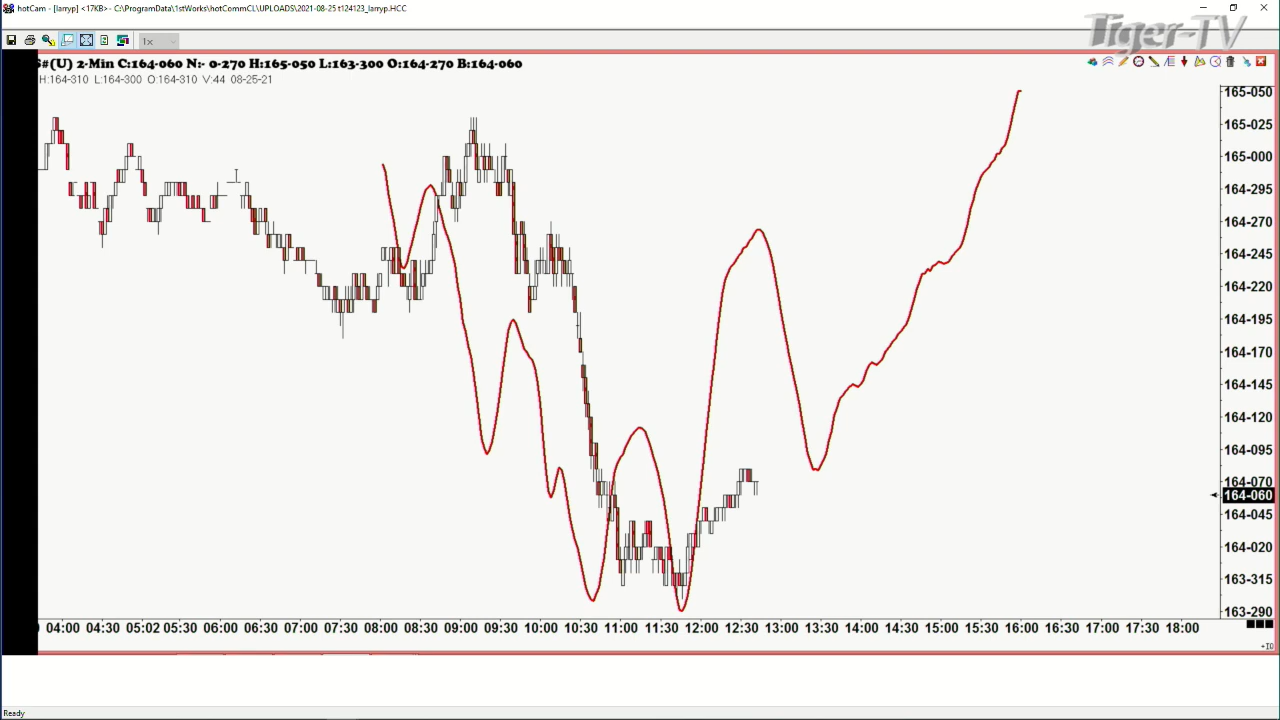 hotCam - [larryp] <17KB> - C:\ProgramData\1stWorks\hotCommCL\UPLOADS\2021-08-25 t124123_larryp.HCC
Tiger-TV
1x
$#(U) 2-Min C:164-060 N:- 0-270 H:165-050 L:163-300 O:164-270 B:164-060
H:164-310 L:164-300 O:164-310 V:44 08-25-21
165-050
165-025
165-000
164-295
164-270
164-245
164-220
164-195
164-170
164-145
164-120
164-095
164-070
164-060
164-045
164-020
163-315
163-290
04:00 04:30 05:02 05:30 06:00 06:30 07:00 07:30 08:00 08:30 09:00 09:30 10:00 10:30 11:00 11:30 12:00 12:30 13:00 13:30 14:00 14:30 15:00 15:30 16:00 16:30 17:00 17:30 18:00
Ready